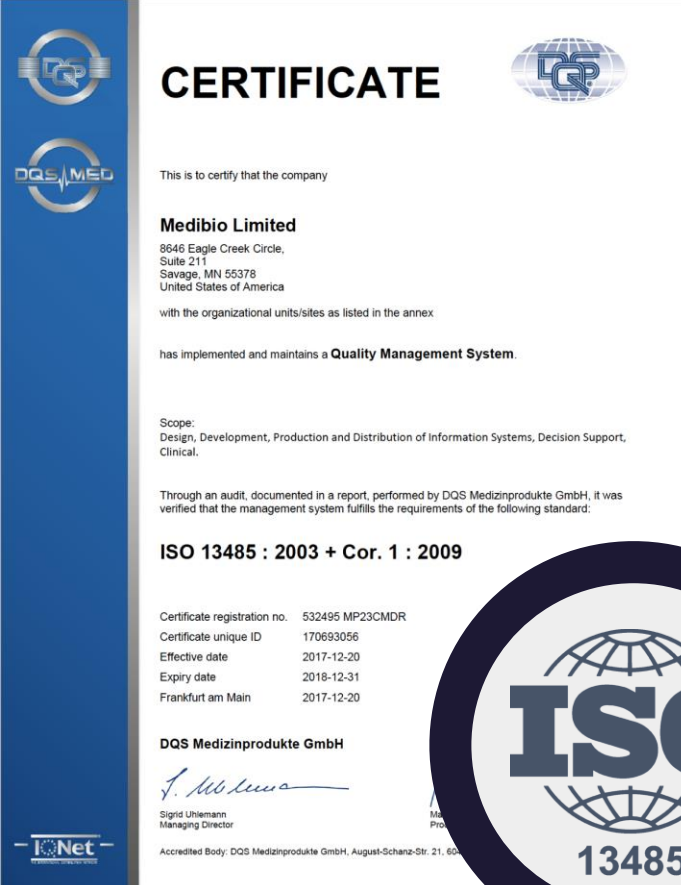 DQS
CERTIFICATE
DQS
DQS MED
This is to certify that the company
Medibio Limited
8646 Eagle Creek Circle,
Suite 211
Savage, MN 55378
United States of America
with the organizational units/sites as listed in the annex
has implemented and maintains a Quality Management System.
Scope:
Design, Development, Production and Distribution of Information Systems, Decision Support,
Clinical.
Through an audit, documented in a report, performed by DQS Medizinprodukte GmbH, it was
verified that the management system fulfills the requirements of the following standard:
ISO 13485 : 2003 + Cor. 1 : 2009
Certificate registration no. 532495 MP23CMDR
Certificate unique ID 170693056
Effective date 2017-12-20
Expiry date 2018-12-31
Frankfurt am Main 2017-12-20
DQS Medizinprodukte GmbH
Sigrid Uhlemann
Managing Director
Ma
Pro
Accredited Body: DQS Medizinprodukte GmbH, August-Schanz-Str. 21, 604
IQNet
ISO
13485